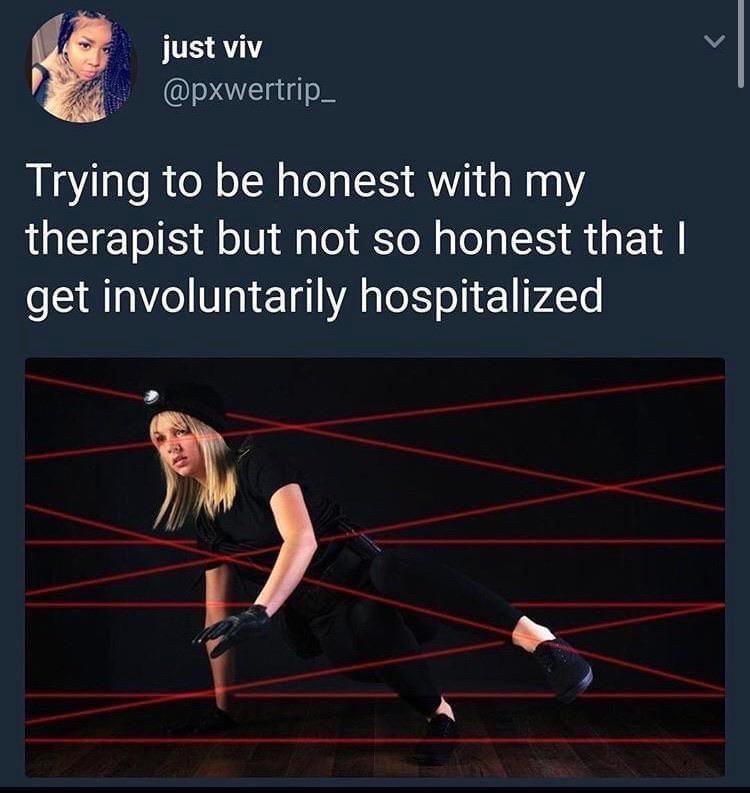 just viv
@pxwertrip_
Trying to be honest with my
therapist but not so honest that I
get involuntarily hospitalized